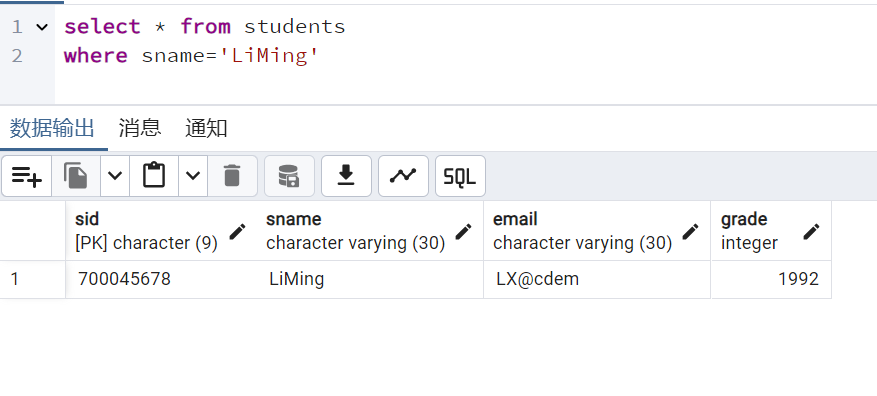 1 select * from students
2 where sname='LiMing'
数据输出 消息 通知
SQL
sid sname email grade
[PK] character (9) character varying (30) character varying (30) integer
1 700045678 LiMing LX@cdem 1992